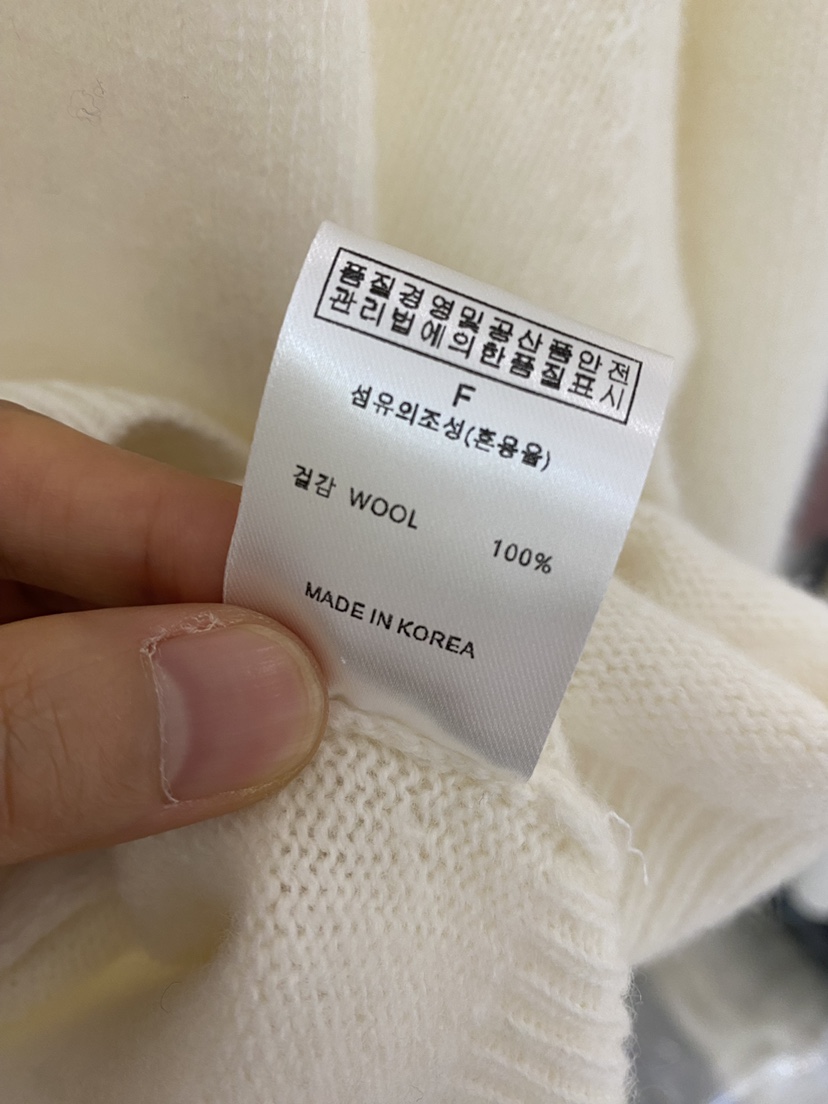 품질경영및공산품안전
관리법에의한품질표시
F
섬유의조성(혼용율)
겉감 WOOL 100%
MADE IN KOREA